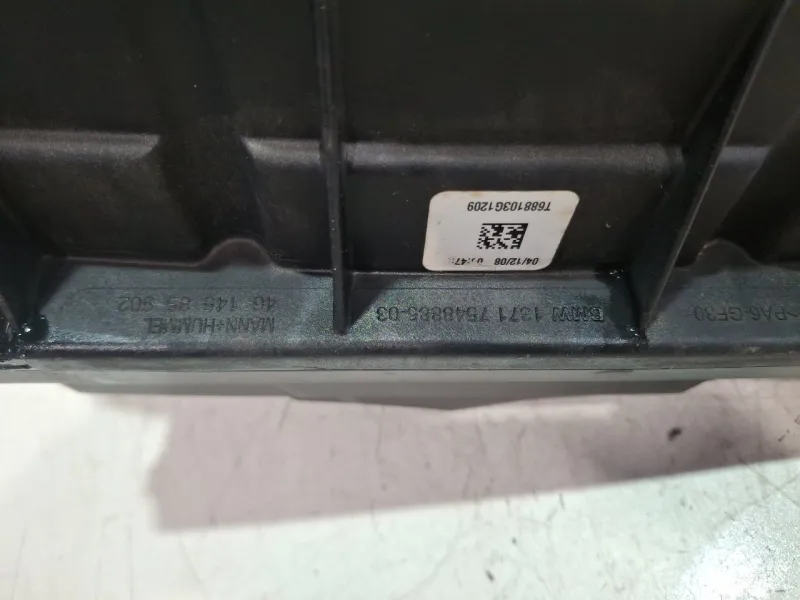 >PA6-GF30
BMW 1371 7548885-03
MANN+HUMMEL
46 145 85 902
04/12/08
T688103G1209